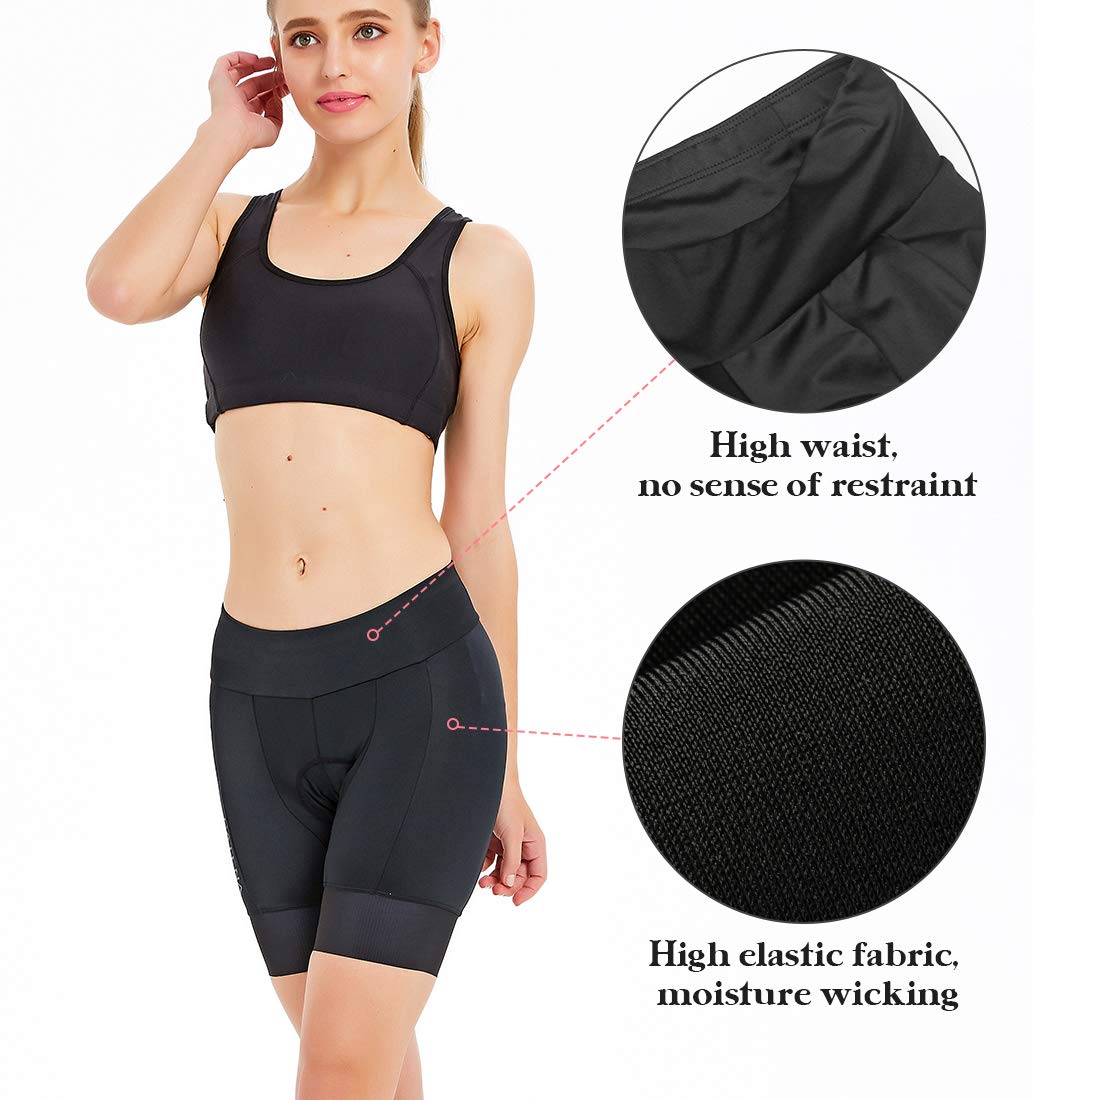 High waist,
no sense of restraint
High elastic fabric,
moisture wicking